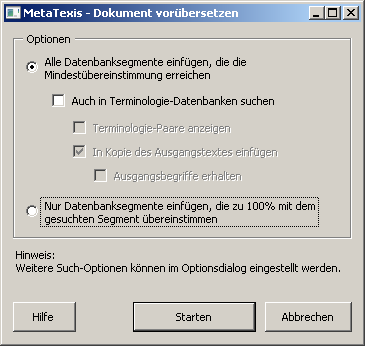 MetaTexis - Dokument vorübersetzen
Optionen
Alle Datenbanksegmente einfügen, die die
Mindestübereinstimmung erreichen
Auch in Terminologie-Datenbanken suchen
Terminologie-Paare anzeigen
In Kopie des Ausgangstextes einfügen
Ausgangsbegriffe erhalten
Nur Datenbanksegmente einfügen, die zu 100% mit dem
gesuchten Segment übereinstimmen
Hinweis:
Weitere Such-Optionen können im Optionsdialog eingestellt werden.
Hilfe
Starten
Abbrechen